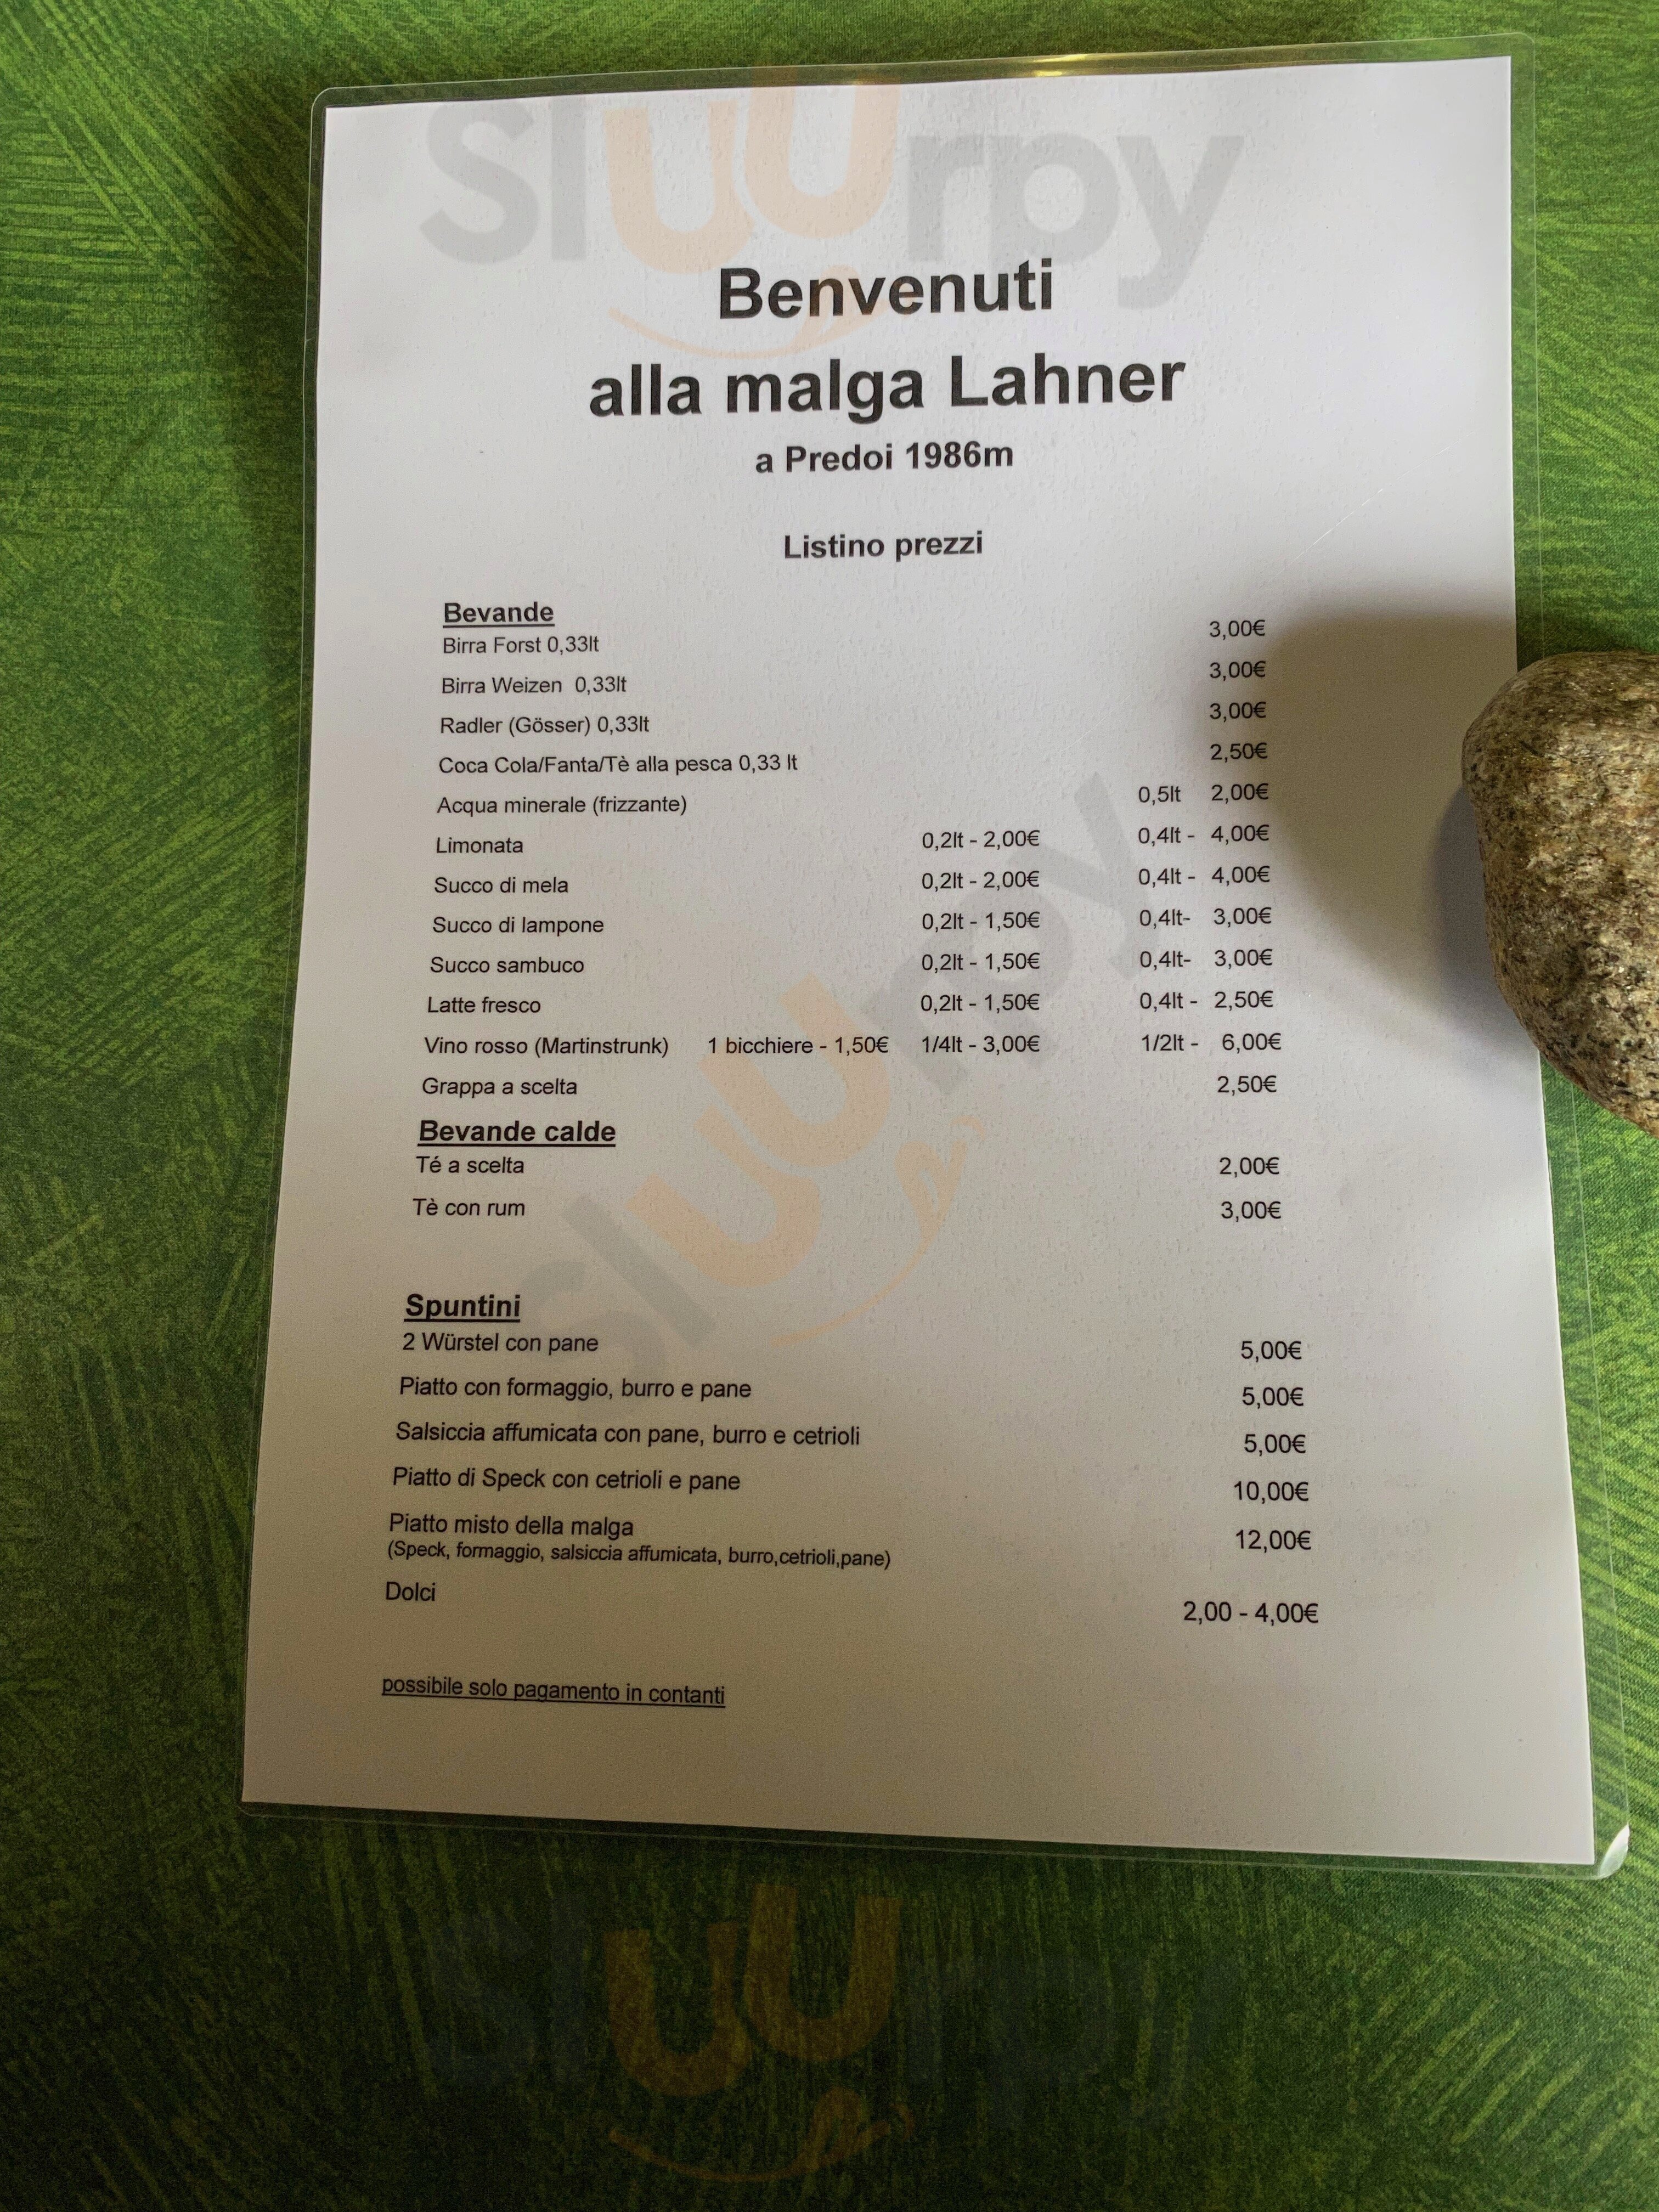 Sluurpy
Benvenuti
alla malga Lahner
a Predoi 1986m
Listino prezzi
Bevande
Birra Forst 0,33lt 3,00€
Birra Weizen 0,33lt 3,00€
Radler (Gösser) 0,33lt 3,00€
Coca Cola/Fanta/Tè alla pesca 0,33 lt 2,50€
Acqua minerale (frizzante) 0,5lt 2,00€
Limonata 0,2lt - 2,00€ 0,4lt - 4,00€
Succo di mela 0,2lt - 2,00€ 0,4lt - 4,00€
Succo di lampone 0,2lt - 1,50€ 0,4lt- 3,00€
Succo sambuco 0,2lt - 1,50€ 0,4lt- 3,00€
Latte fresco 0,2lt - 1,50€ 0,4lt - 2,50€
Vino rosso (Martinstrunk) 1 bicchiere - 1,50€ 1/4lt - 3,00€ 1/2lt - 6,00€
Grappa a scelta 2,50€
Bevande calde
Té a scelta 2,00€
Tè con rum 3,00€
Sluurpy
Spuntini
2 Würstel con pane 5,00€
Piatto con formaggio, burro e pane 5,00€
Salsiccia affumicata con pane, burro e cetrioli 5,00€
Piatto di Speck con cetrioli e pane 10,00€
Piatto misto della malga 12,00€
(Speck, formaggio, salsiccia affumicata, burro,cetrioli,pane)
Dolci 2,00 - 4,00€
possibile solo pagamento in contanti
Sluurpy